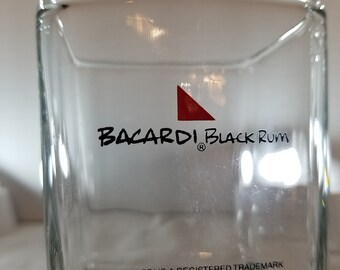 BACARDI® BLACK RUM
A REGISTERED TRADEMARK